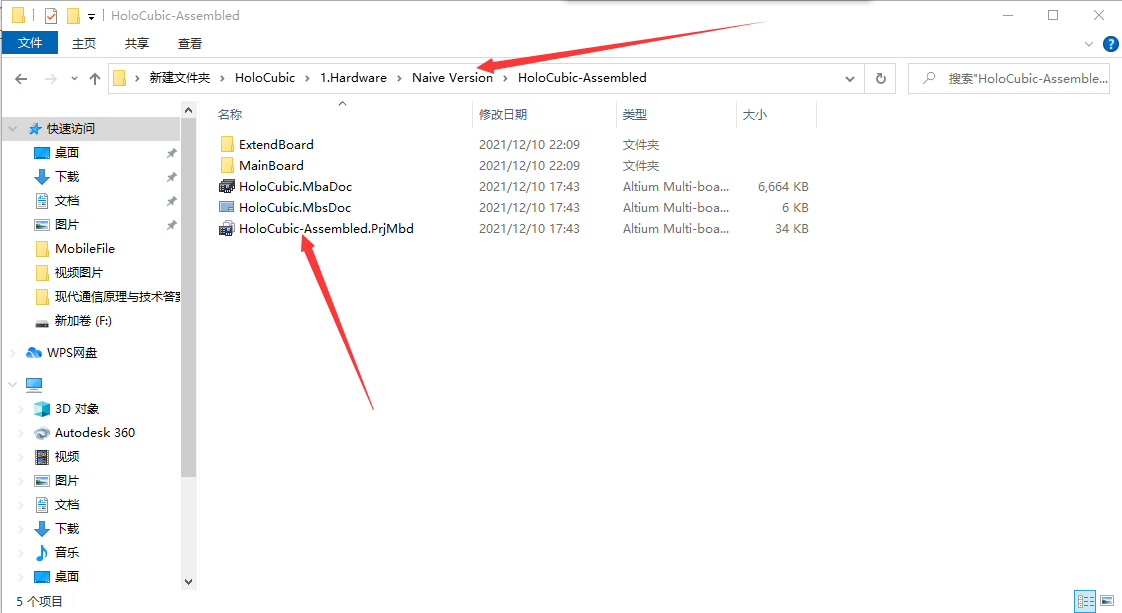 HoloCubic-Assembled
文件 主页 共享 查看
新建文件夹 › HoloCubic › 1.Hardware › Naive Version › HoloCubic-Assembled
搜索"HoloCubic-Assemble...
名称 修改日期 类型 大小
ExtendBoard 2021/12/10 22:09 文件夹
MainBoard 2021/12/10 22:09 文件夹
HoloCubic.MbaDoc 2021/12/10 17:43 Altium Multi-boa... 6,664 KB
HoloCubic.MbsDoc 2021/12/10 17:43 Altium Multi-boa... 6 KB
HoloCubic-Assembled.PrjMbd 2021/12/10 17:43 Altium Multi-boa... 34 KB
快速访问
桌面
下载
文档
图片
MobileFile
视频图片
现代通信原理与技术答案
新加卷 (F:)
WPS网盘
3D 对象
Autodesk 360
视频
图片
文档
下载
音乐
桌面
5 个项目